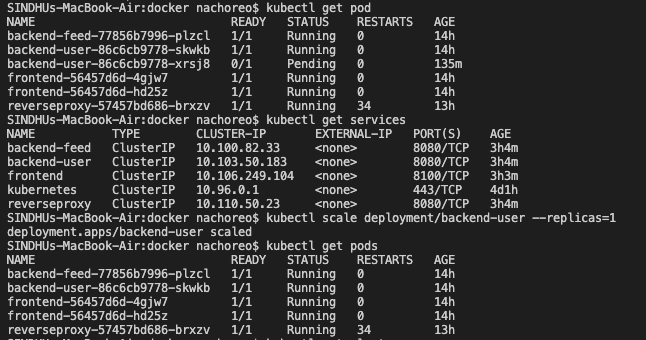 SINDHUs-MacBook-Air:docker nachoreo$ kubectl get pod
NAME READY STATUS RESTARTS AGE
backend-feed-77856b7996-plzcl 1/1 Running 0 14h
backend-user-86c6cb9778-skwkb 1/1 Running 0 14h
backend-user-86c6cb9778-xrsj8 0/1 Pending 0 135m
frontend-56457d6d-4gjw7 1/1 Running 0 14h
frontend-56457d6d-hd25z 1/1 Running 0 14h
reverseproxy-57457bd686-brxzv 1/1 Running 34 13h
SINDHUs-MacBook-Air:docker nachoreo$ kubectl get services
NAME TYPE CLUSTER-IP EXTERNAL-IP PORT(S) AGE
backend-feed ClusterIP 10.100.82.33 <none> 8080/TCP 3h4m
backend-user ClusterIP 10.103.50.183 <none> 8080/TCP 3h4m
frontend ClusterIP 10.106.249.104 <none> 8100/TCP 3h3m
kubernetes ClusterIP 10.96.0.1 <none> 443/TCP 4d1h
reverseproxy ClusterIP 10.110.50.23 <none> 8080/TCP 3h4m
SINDHUs-MacBook-Air:docker nachoreo$ kubectl scale deployment/backend-user --replicas=1
deployment.apps/backend-user scaled
SINDHUs-MacBook-Air:docker nachoreo$ kubectl get pods
NAME READY STATUS RESTARTS AGE
backend-feed-77856b7996-plzcl 1/1 Running 0 14h
backend-user-86c6cb9778-skwkb 1/1 Running 0 14h
frontend-56457d6d-4gjw7 1/1 Running 0 14h
frontend-56457d6d-hd25z 1/1 Running 0 14h
reverseproxy-57457bd686-brxzv 1/1 Running 34 13h